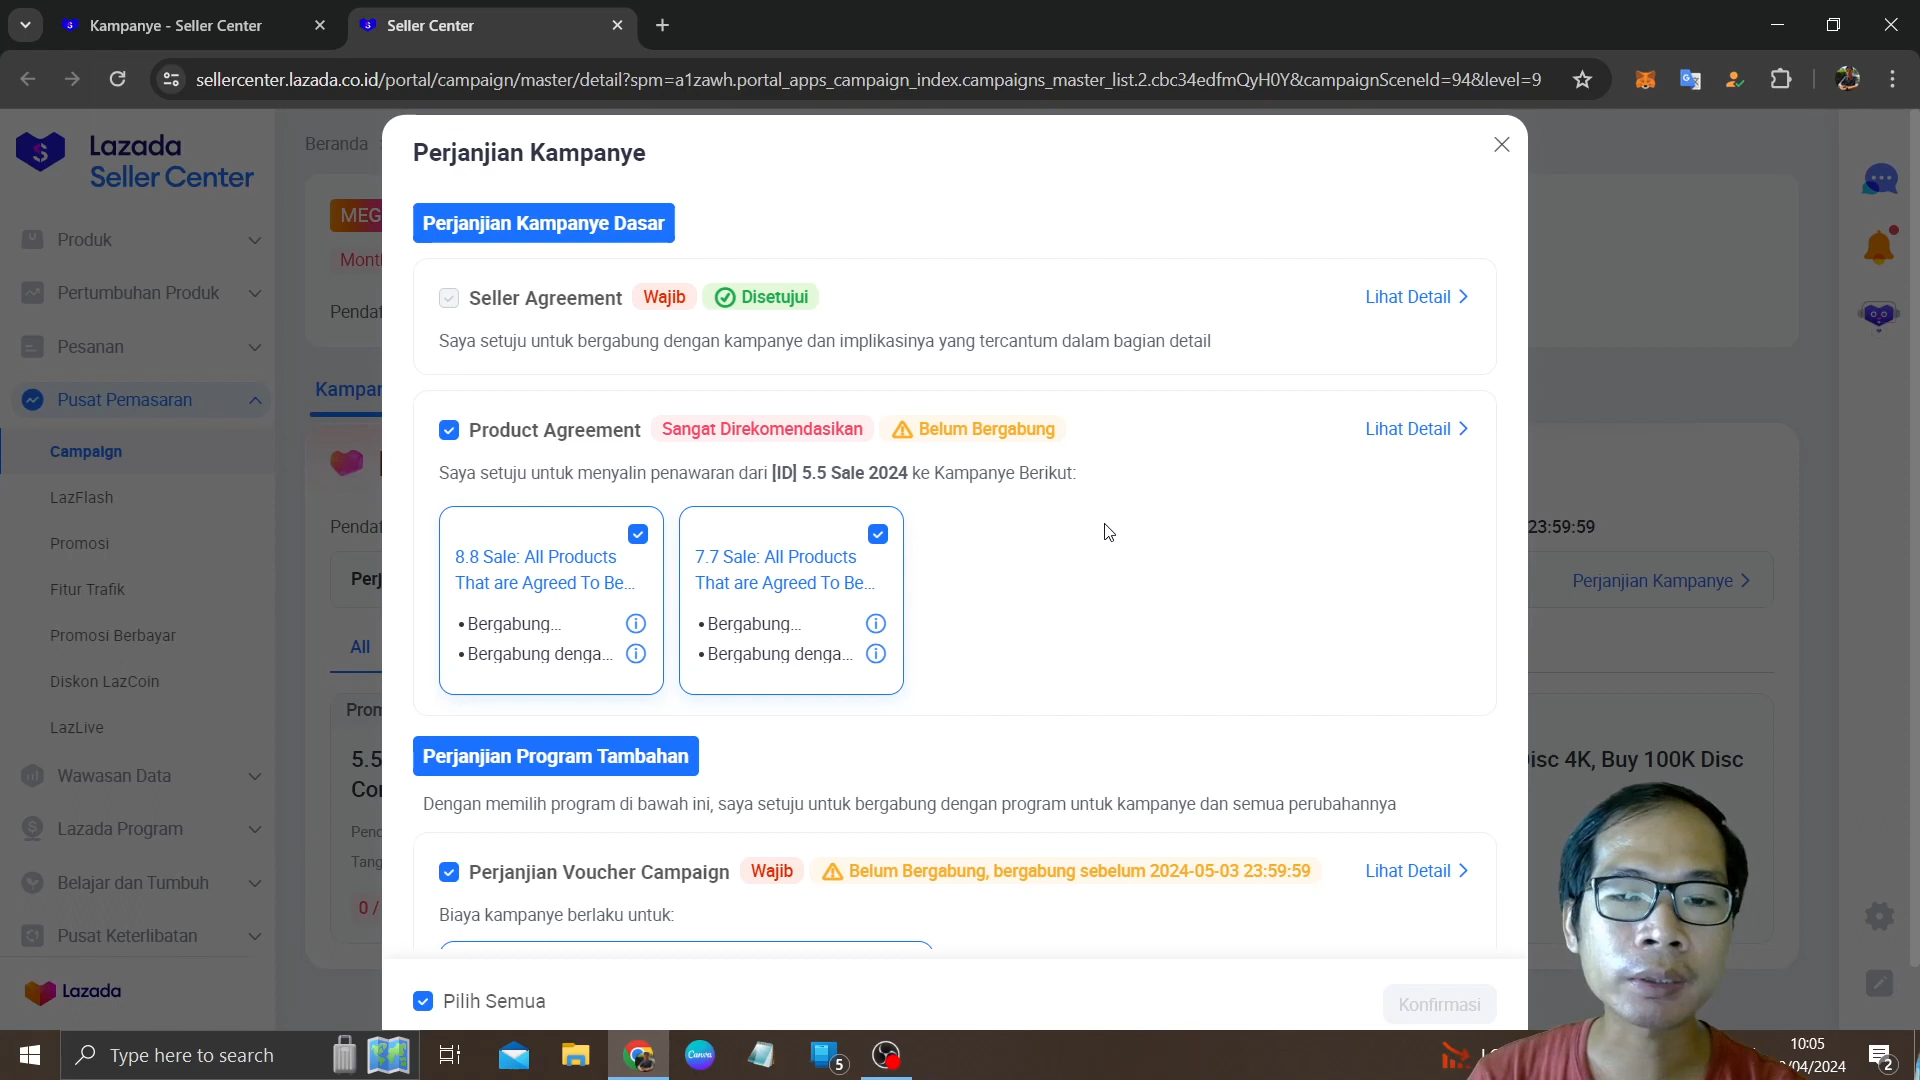 Kampanye - Seller Center
Seller Center
sellercenter.lazada.co.id/portal/campaign/master/detail?spm=a1zawh.portal_apps_campaign_index.campaigns_master_list.2.cbc34edfmQyH0Y&campaignSceneId=94&level=9
Lazada
Seller Center
Produk
Pertumbuhan Produk
Pesanan
Pusat Pemasaran
Campaign
LazFlash
Promosi
Fitur Trafik
Promosi Berbayar
Diskon LazCoin
LazLive
Wawasan Data
Lazada Program
Belajar dan Tumbuh
Pusat Keterlibatan
Lazada
Beranda
MEG
Mont
Pendaf
Kampan
Pendaf
23:59:59
Perj
Perjanjian Kampanye
All
Prom
5.5
Co
isc 4K, Buy 100K Disc
Pend
Tang
0 /
Perjanjian Kampanye
Perjanjian Kampanye Dasar
Seller Agreement Wajib Disetujui Lihat Detail
Saya setuju untuk bergabung dengan kampanye dan implikasinya yang tercantum dalam bagian detail
Product Agreement Sangat Direkomendasikan Belum Bergabung Lihat Detail
Saya setuju untuk menyalin penawaran dari [ID] 5.5 Sale 2024 ke Kampanye Berikut:
8.8 Sale: All Products
That are Agreed To Be...
• Bergabung...
• Bergabung denga...
7.7 Sale: All Products
That are Agreed To Be...
• Bergabung...
• Bergabung denga...
Perjanjian Program Tambahan
Dengan memilih program di bawah ini, saya setuju untuk bergabung dengan program untuk kampanye dan semua perubahannya
Perjanjian Voucher Campaign Wajib Belum Bergabung, bergabung sebelum 2024-05-03 23:59:59 Lihat Detail
Biaya kampanye berlaku untuk:
Pilih Semua
Konfirmasi
Type here to search
Canva
5
10:05
/04/2024
2